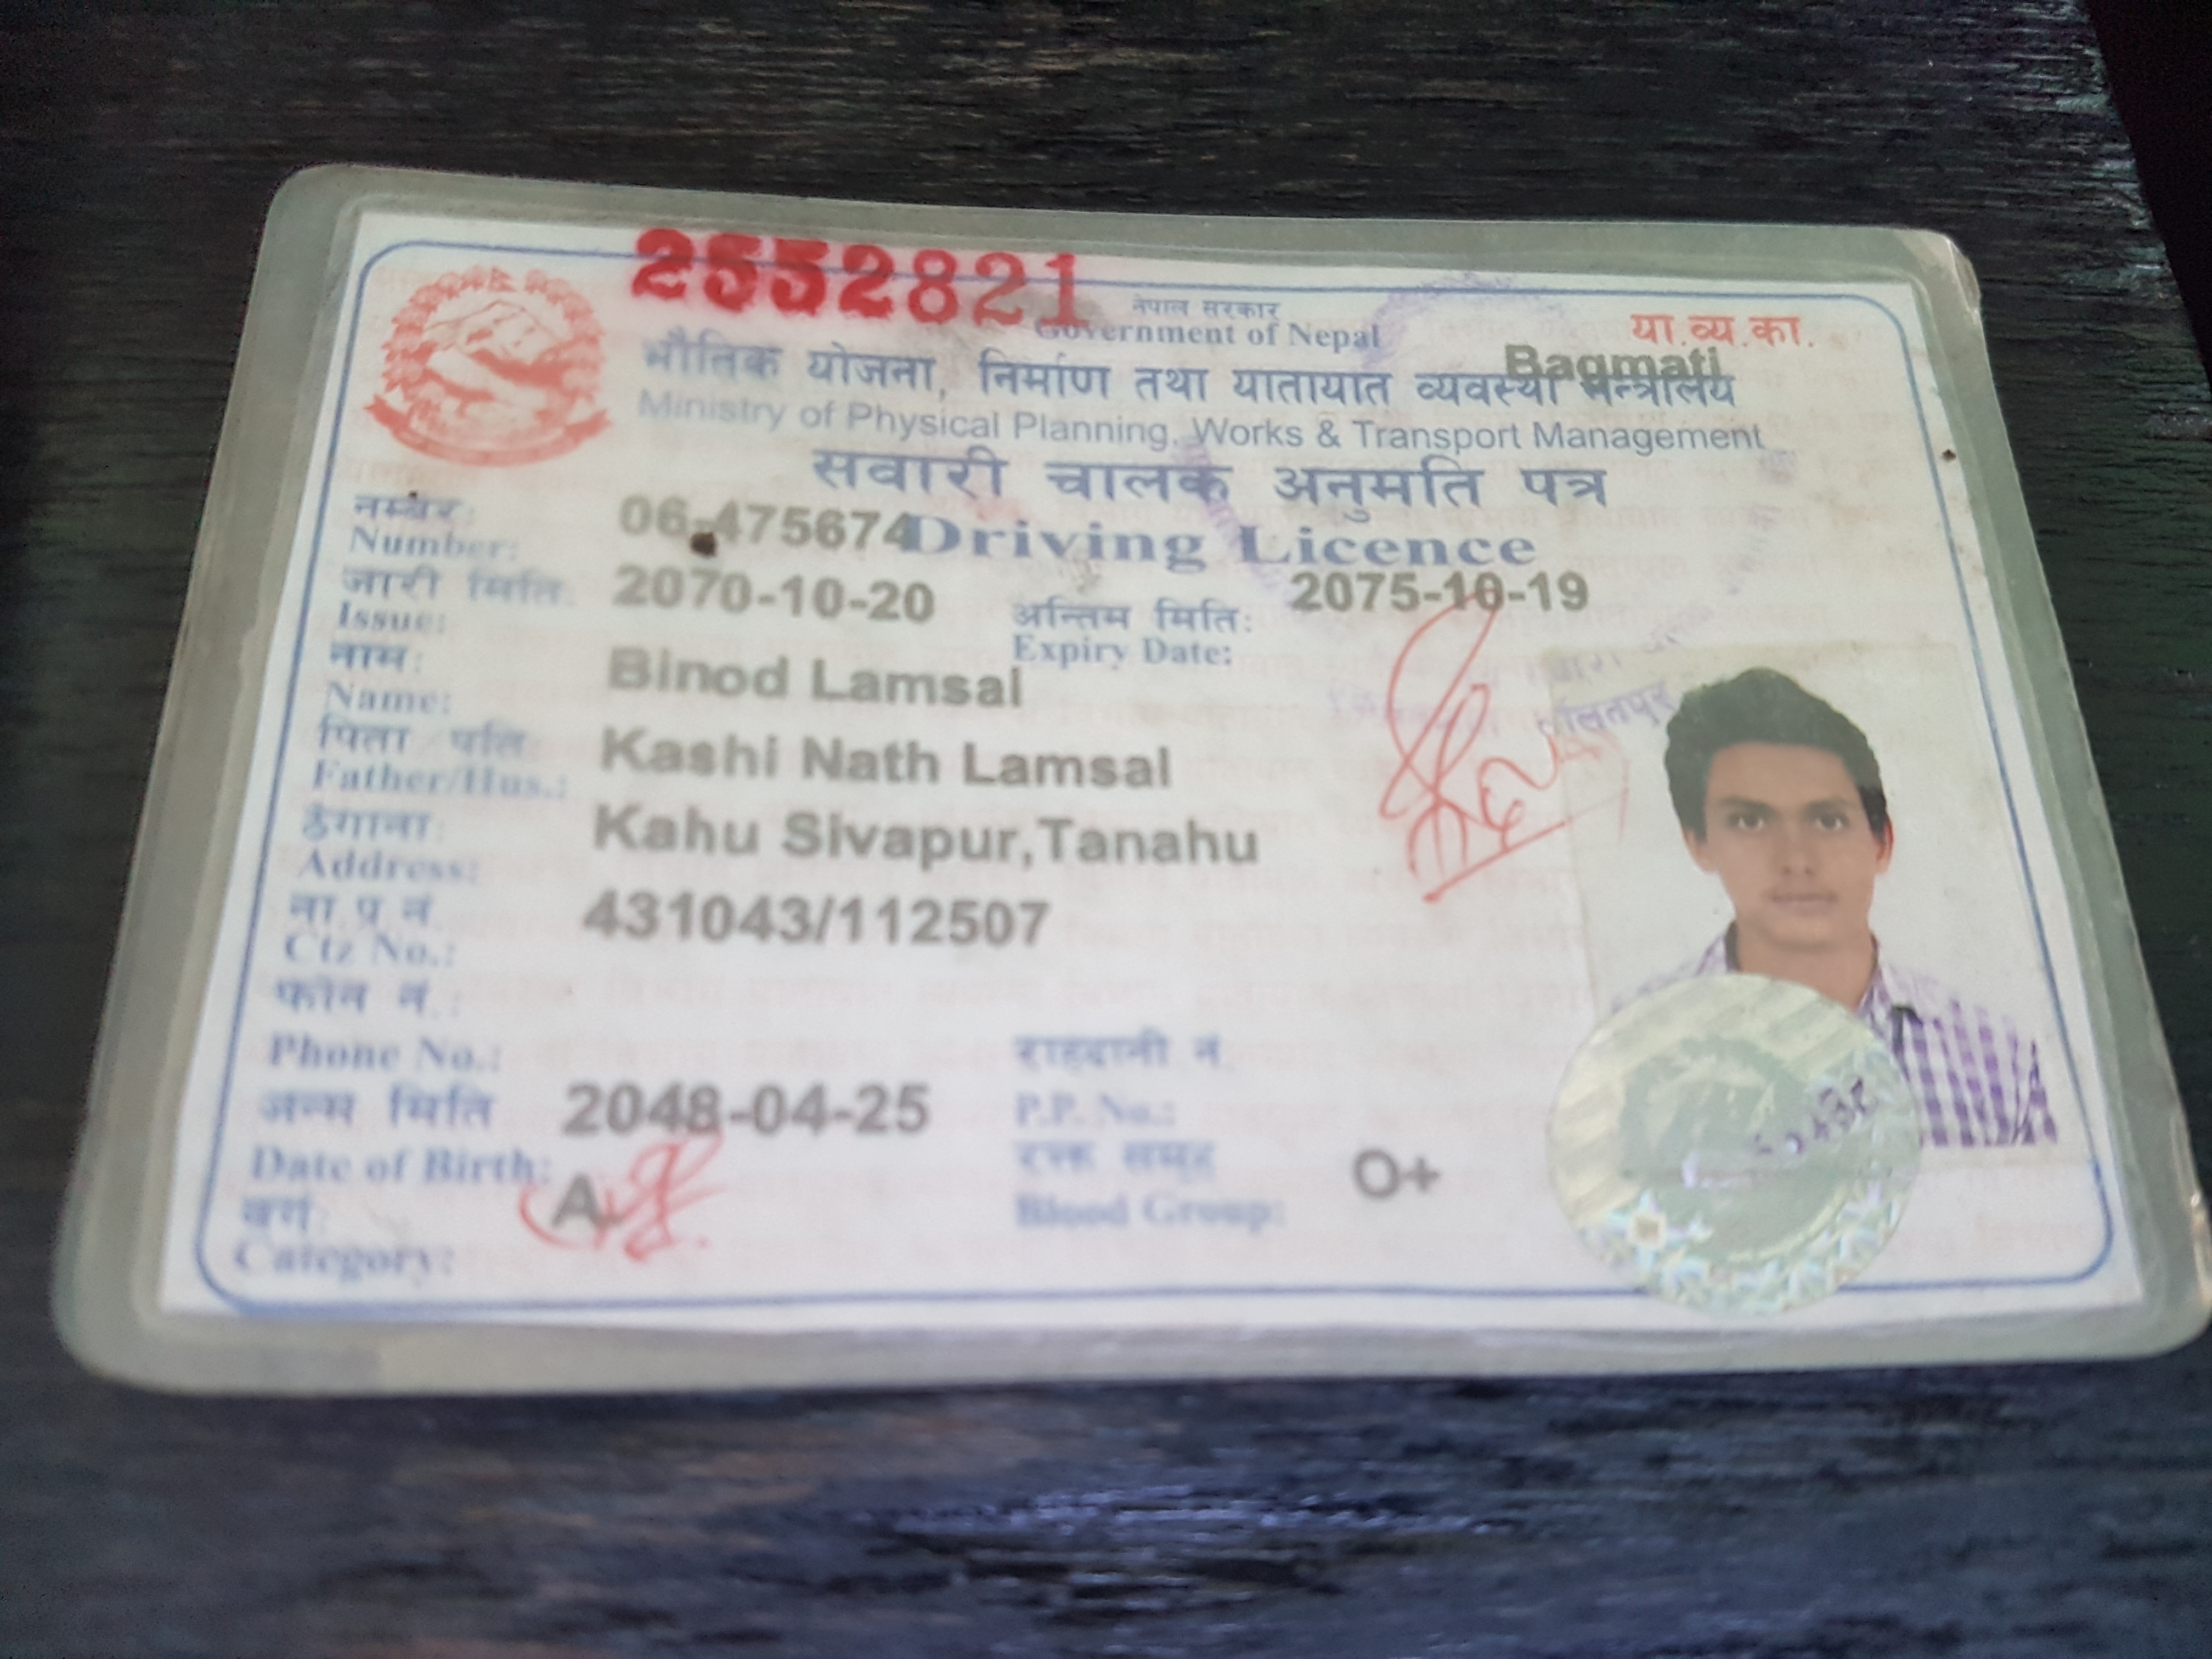 2552821
नेपाल सरकार
Government of Nepal
या.व्य.का.
Bagmati
भौतिक योजना, निर्माण तथा यातायात व्यवस्था मन्त्रालय
Ministry of Physical Planning, Works & Transport Management
सवारी चालक अनुमति पत्र
Driving Licence
नम्बर:
Number: 06-475674
जारी मिति: 2070-10-20
Issue:
अन्तिम मिति: 2075-10-19
Expiry Date:
नाम:
Name: Binod Lamsal
पिता/पति:
Father/Hus.: Kashi Nath Lamsal
ठेगाना:
Address: Kahu Sivapur,Tanahu
ना.प्र.नं.
Ctz No.: 431043/112507
फोन नं.:
Phone No.:
राहदानी नं.
P.P. No.:
जन्म मिति 2048-04-25
Date of Birth:
रक्त समूह
Blood Group: O+
वर्ग:
Category: A
ललितपुर